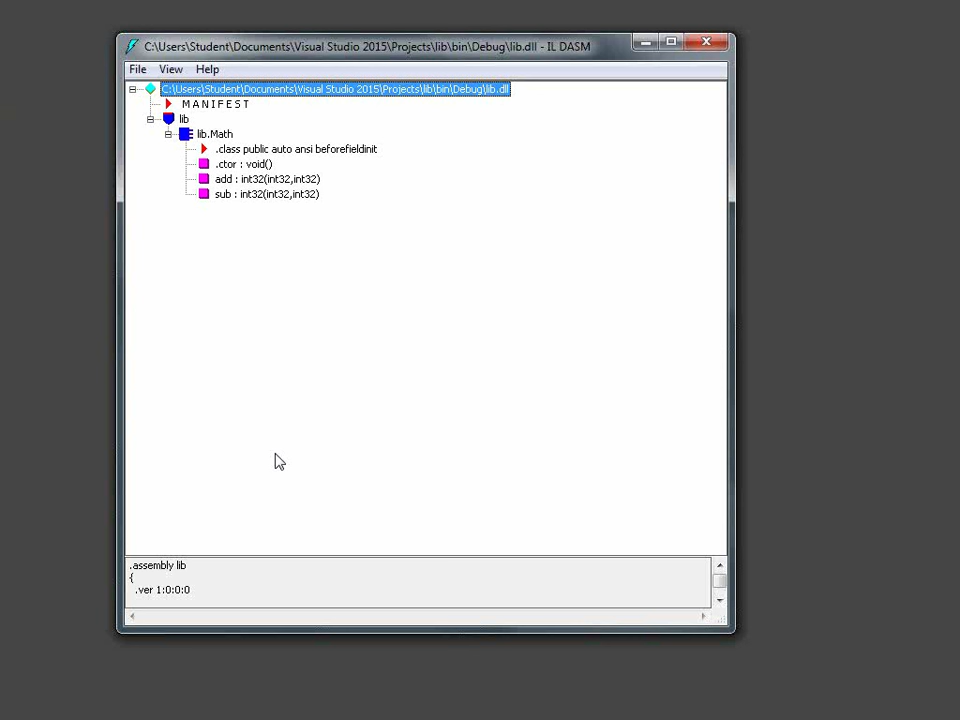 C:\Users\Student\Documents\Visual Studio 2015\Projects\lib\bin\Debug\lib.dll - IL DASM
File View Help
C:\Users\Student\Documents\Visual Studio 2015\Projects\lib\bin\Debug\lib.dll
MANIFEST
lib
lib.Math
.class public auto ansi beforefieldinit
.ctor : void()
add : int32(int32,int32)
sub : int32(int32,int32)
.assembly lib
{
.ver 1:0:0:0